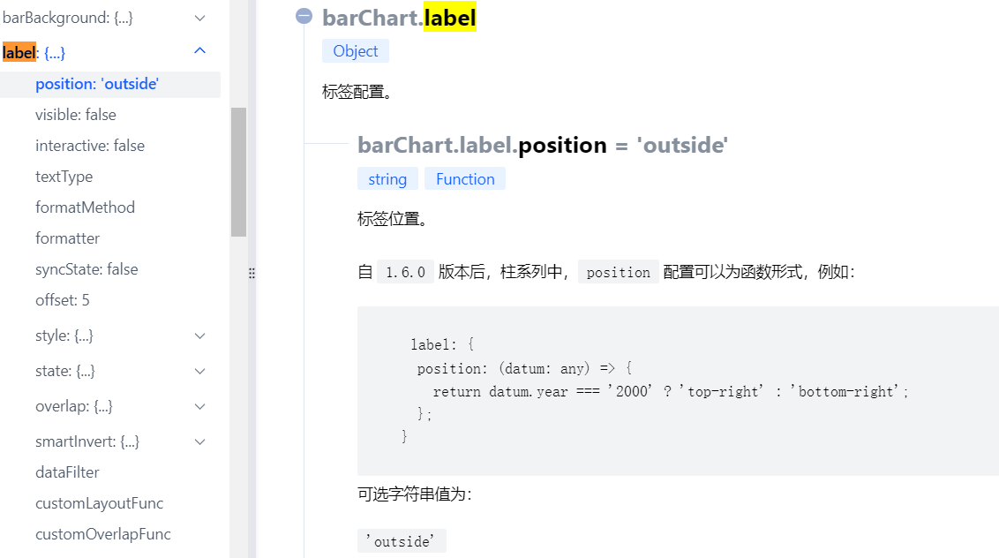 barBackground: {...}
label: {...}
position: 'outside'
visible: false
interactive: false
textType
formatMethod
formatter
syncState: false
offset: 5
style: {...}
state: {...}
overlap: {...}
smartInvert: {...}
dataFilter
customLayoutFunc
customOverlapFunc
barChart.label
Object
标签配置。
barChart.label.position = 'outside'
string Function
标签位置。
自 1.6.0 版本后，柱系列中， position 配置可以为函数形式，例如：
label: {
position: (datum: any) => {
return datum.year === '2000' ? 'top-right' : 'bottom-right';
};
}
可选字符串值为：
'outside'